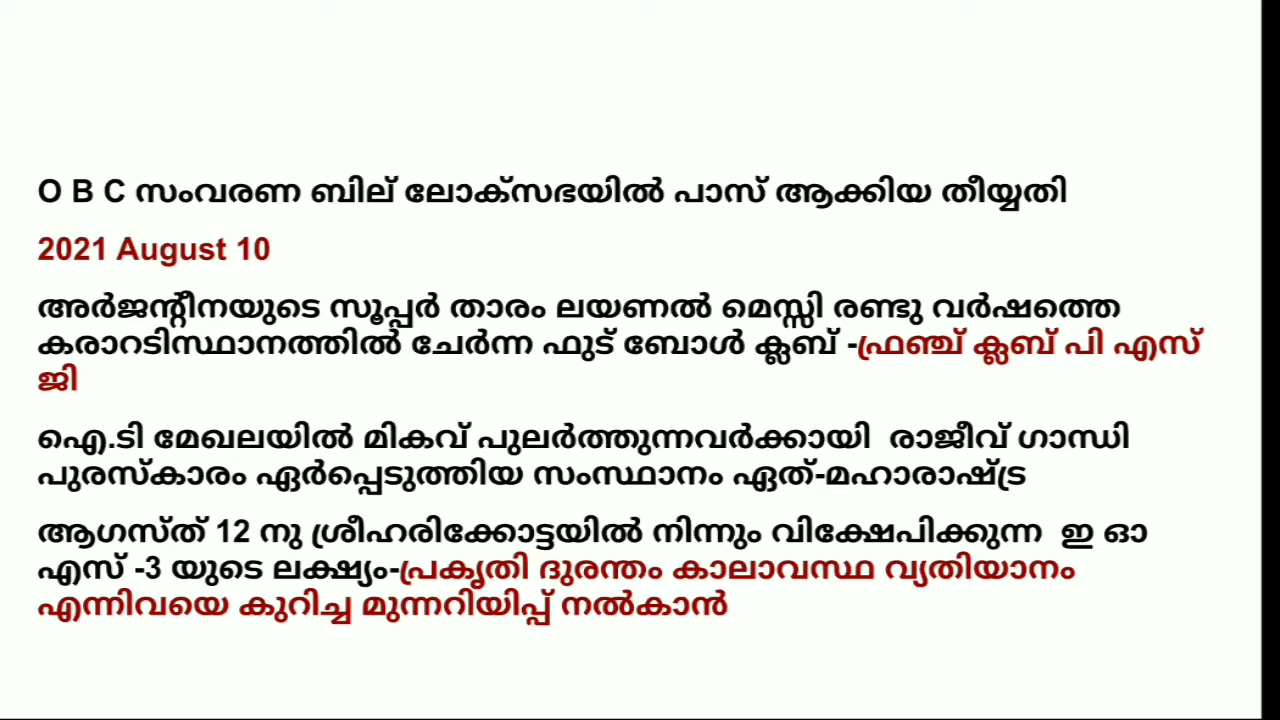 O B C സംവരണ ബില് ലോക്സഭയിൽ പാസ് ആക്കിയ തീയ്യതി
2021 August 10
അർജന്റീനയുടെ സൂപ്പർ താരം ലയണൽ മെസ്സി രണ്ടു വർഷത്തെ
കരാറടിസ്ഥാനത്തിൽ ചേർന്ന ഫുട് ബോൾ ക്ലബ് -ഫ്രഞ്ച് ക്ലബ് പി എസ്
ജി
ഐ.ടി മേഖലയിൽ മികവ് പുലർത്തുന്നവർക്കായി രാജീവ് ഗാന്ധി
പുരസ്കാരം ഏർപ്പെടുത്തിയ സംസ്ഥാനം ഏത്-മഹാരാഷ്ട്ര
ആഗസ്ത് 12 നു ശ്രീഹരിക്കോട്ടയിൽ നിന്നും വിക്ഷേപിക്കുന്ന ഇ ഓ
എസ് -3 യുടെ ലക്ഷ്യം-പ്രകൃതി ദുരന്തം കാലാവസ്ഥ വ്യതിയാനം
എന്നിവയെ കുറിച്ച മുന്നറിയിപ്പ് നൽകാൻ